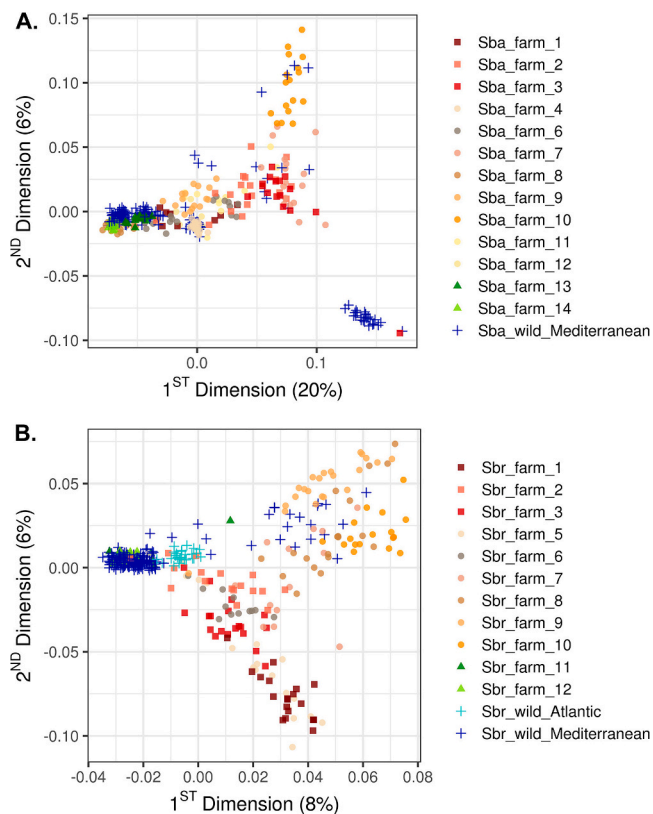 A.
0.15
0.10
0.05
0.00
-0.05
-0.10
2ND Dimension (6%)
0.0
0.1
1ST Dimension (20%)
Sba_farm_1
Sba_farm_2
Sba_farm_3
Sba_farm_4
Sba_farm_6
Sba_farm_7
Sba_farm_8
Sba_farm_9
Sba_farm_10
Sba_farm_11
Sba_farm_12
Sba_farm_13
Sba_farm_14
Sba_wild_Mediterranean
B.
0.05
0.00
-0.05
-0.10
2ND Dimension (6%)
-0.04
-0.02
0.00
0.02
0.04
0.06
0.08
1ST Dimension (8%)
Sbr_farm_1
Sbr_farm_2
Sbr_farm_3
Sbr_farm_5
Sbr_farm_6
Sbr_farm_7
Sbr_farm_8
Sbr_farm_9
Sbr_farm_10
Sbr_farm_11
Sbr_farm_12
Sbr_wild_Atlantic
Sbr_wild_Mediterranean